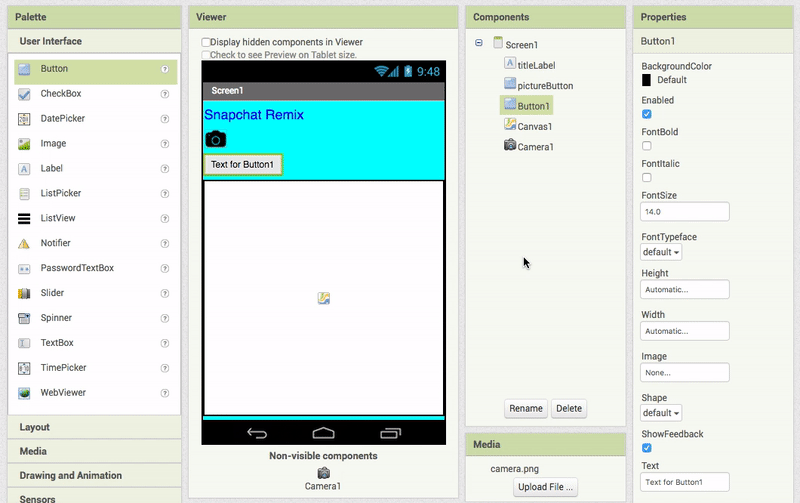 Palette
User Interface
Button
CheckBox
DatePicker
Image
Label
ListPicker
ListView
Notifier
PasswordTextBox
Slider
Spinner
TextBox
TimePicker
WebViewer
Layout
Media
Drawing and Animation
Sensors
Viewer
Display hidden components in Viewer
Check to see Preview on Tablet size.
9:48
Screen1
Snapchat Remix
Text for Button1
Non-visible components
Camera1
Components
Screen1
titleLabel
pictureButton
Button1
Canvas1
Camera1
Rename Delete
Media
camera.png
Upload File ...
Properties
Button1
BackgroundColor
Default
Enabled
FontBold
FontItalic
FontSize
14.0
FontTypeface
default
Height
Automatic...
Width
Automatic...
Image
None...
Shape
default
ShowFeedback
Text
Text for Button1